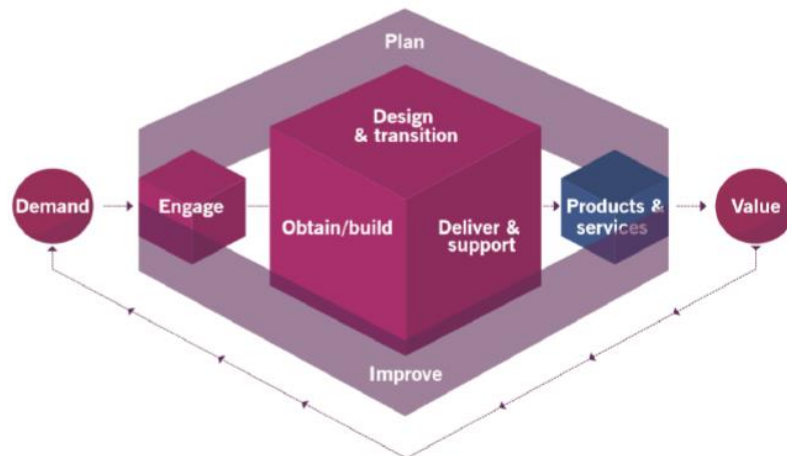 Plan
Design
& transition
Demand
Engage
Obtain/build
Deliver &
support
Products &
services
Value
Improve